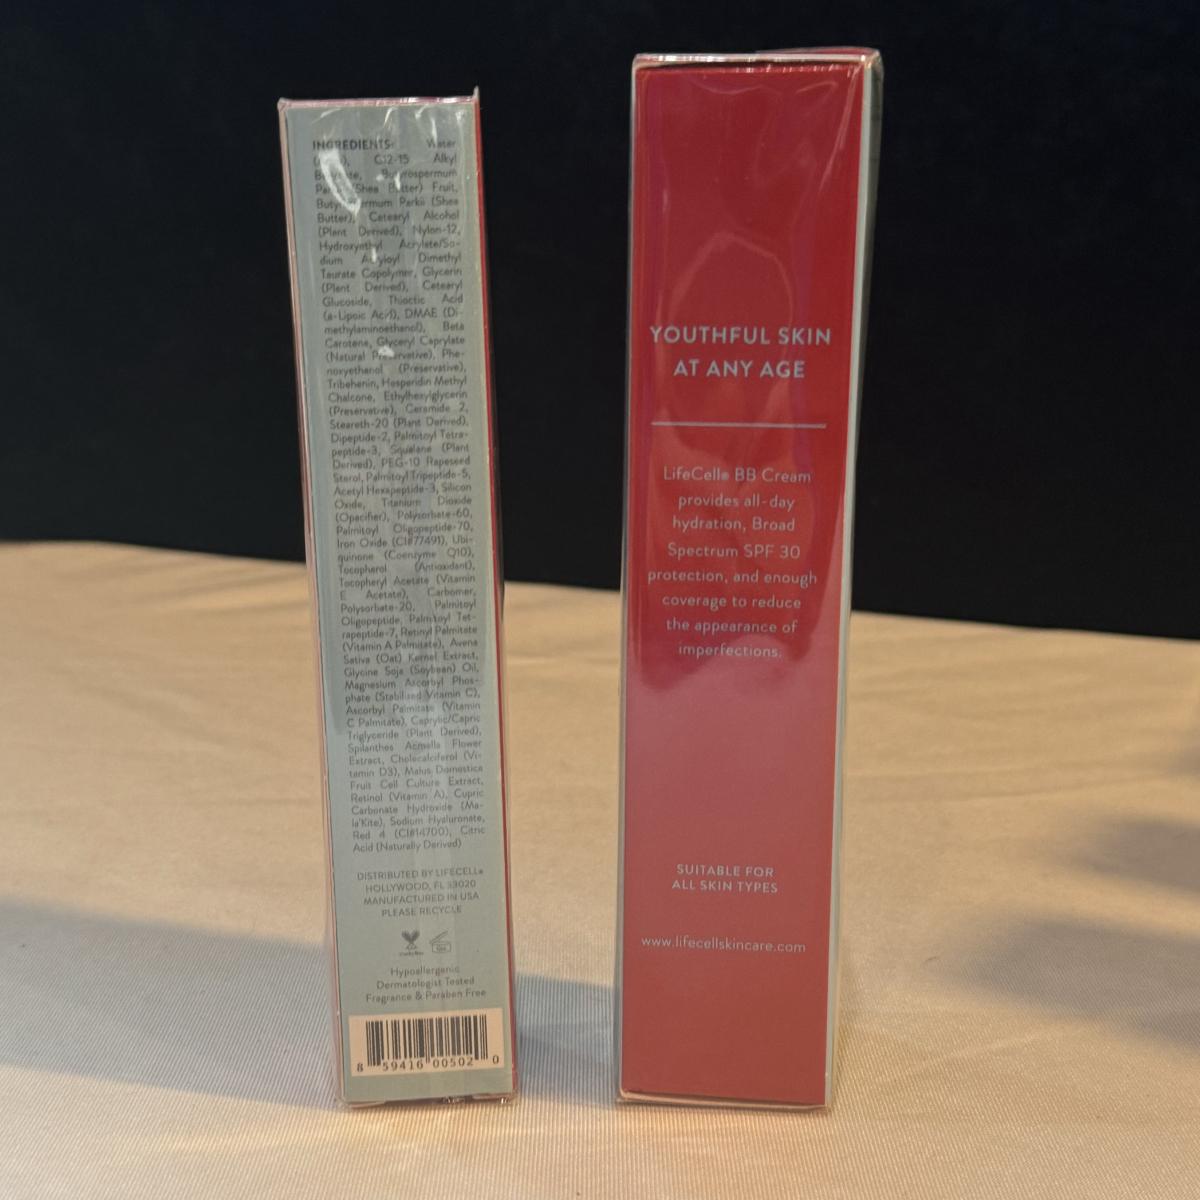 INGREDIENTS: Water
C12-15 Alkyl
Butyrospermum
(Shea Butter) Fruit,
Parkii (Shea
Butter), Cetearyl Alcohol
(Plant Derived), Nylon-12,
Hydroxyethyl Acrylate/So-
dium Acryloyl Dimethyl
Taurate Copolymer, Glycerin
(Plant Derived), Cetearyl
Glucoside, Thioctic Acid
(a-Lipoic Acid), DMAE (Di-
methylaminoethanol), Beta
Carotene, Glyceryl Caprylate
(Natural Preservative), Phe-
noxyethanol (Preservative),
Tribehenin, Hesperidin Methyl
Chalcone, Ethylhexylglycerin
(Preservative), Ceramide 2,
Steareth-20 (Plant Derived),
Dipeptide-2, Palmitoyl Tetra-
peptide-3, Squalane (Plant
Derived), PEG-10 Rapeseed
Sterol, Palmitoyl Tripeptide-5,
Acetyl Hexapeptide-3, Silicon
Oxide, Titanium Dioxide
(Opacifier), Polysorbate-60,
Palmitoyl Oligopeptide-70,
Iron Oxide (CI#77491), Ubi-
quinone (Coenzyme Q10),
Tocopherol (Antioxidant),
Tocopheryl Acetate (Vitamin
E Acetate), Carbomer,
Polysorbate-20, Palmitoyl
Oligopeptide, Palmitoyl Tet-
rapeptide-7, Retinyl Palmitate
(Vitamin A Palmitate), Avena
Sativa (Oat) Kernel Extract,
Glycine Soja (Soybean) Oil,
Magnesium Ascorbyl Phos-
phate (Stabilized Vitamin C),
Ascorbyl Palmitate (Vitamin
C Palmitate), Caprylic/Capric
Triglyceride (Plant Derived),
Spilanthes Acmella Flower
Extract, Cholecalciferol (Vi-
tamin D3), Malus Domestica
Fruit Cell Culture Extract,
Retinol (Vitamin A), Cupric
Carbonate Hydroxide (Ma-
la'Kite), Sodium Hyaluronate,
Red 4 (CI#14700), Citric
Acid (Naturally Derived)
DISTRIBUTED BY LIFECELL®
HOLLYWOOD, FL 33020
MANUFACTURED IN USA
PLEASE RECYCLE
Hypoallergenic
Dermatologist Tested
Fragrance & Paraben Free
8 59416 00502 0
YOUTHFUL SKIN
AT ANY AGE
LifeCell® BB Cream
provides all-day
hydration, Broad
Spectrum SPF 30
protection, and enough
coverage to reduce
the appearance of
imperfections.
SUITABLE FOR
ALL SKIN TYPES
www.lifecellskincare.com